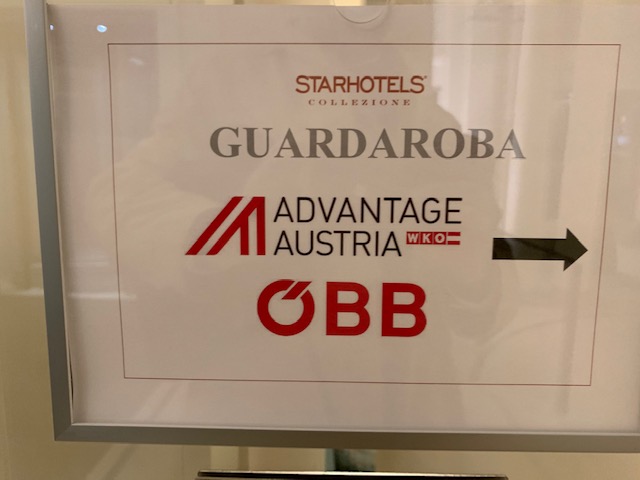 STARHOTELS®
COLLEZIONE
GUARDAROBA
ADVANTAGE
AUSTRIA WKO
ÖBB